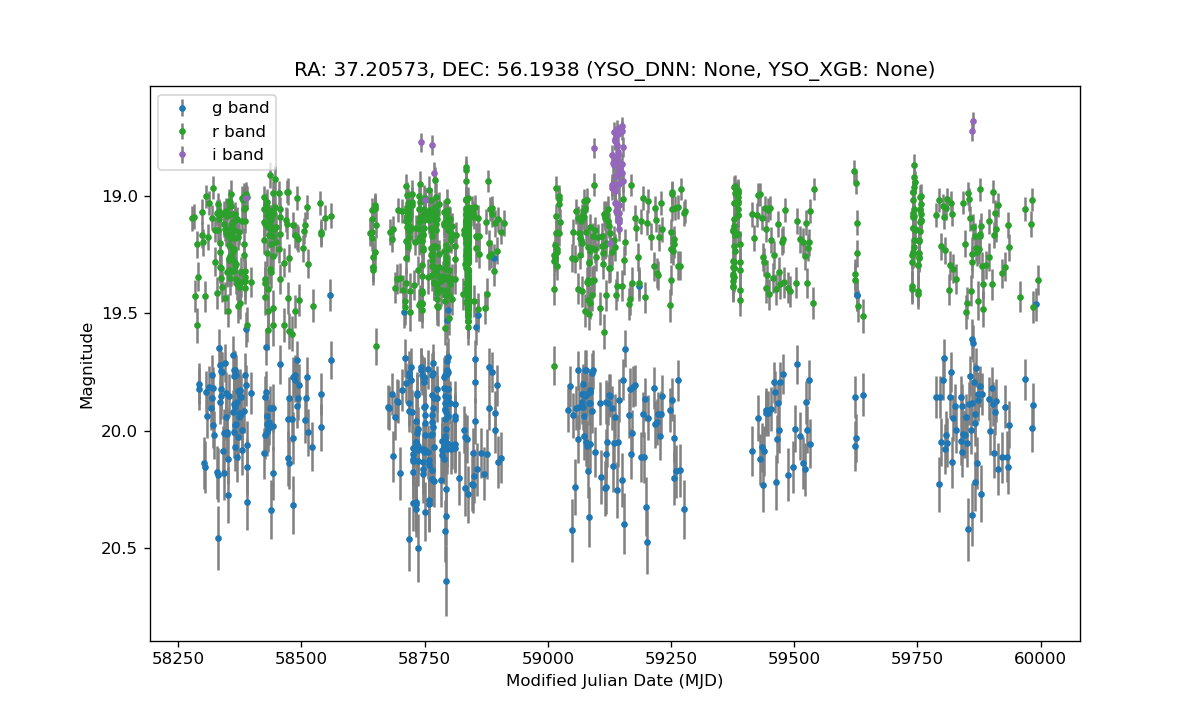 RA: 37.20573, DEC: 56.1938 (YSO_DNN: None, YSO_XGB: None)
g band
r band
i band
19.0
19.5
20.0
20.5
Magnitude
58250 58500 58750 59000 59250 59500 59750 60000
Modified Julian Date (MJD)